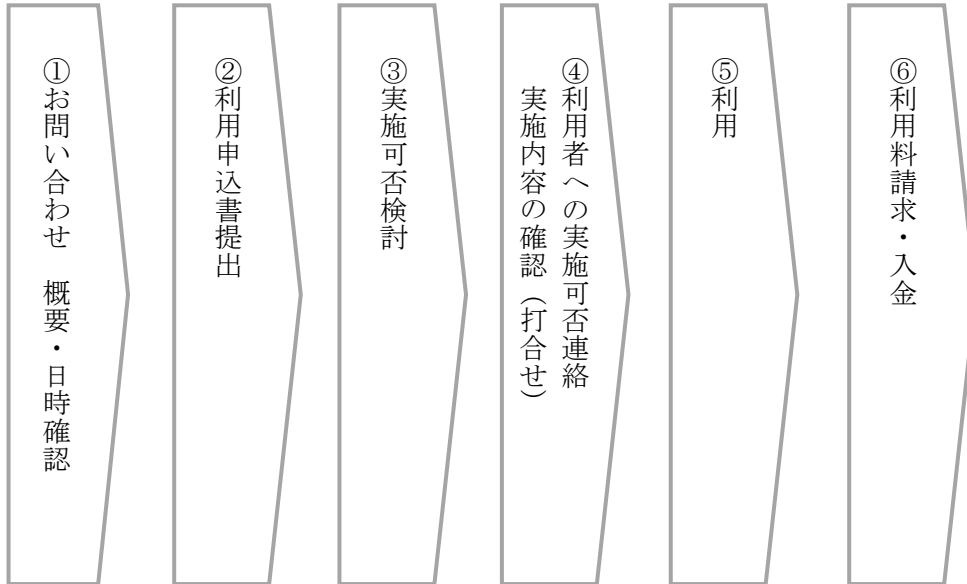 ①お問い合わせ　概要・日時確認
②利用申込書提出
③実施可否検討
④利用者への実施可否連絡
実施内容の確認（打合せ）
⑤利用
⑥利用料請求・入金